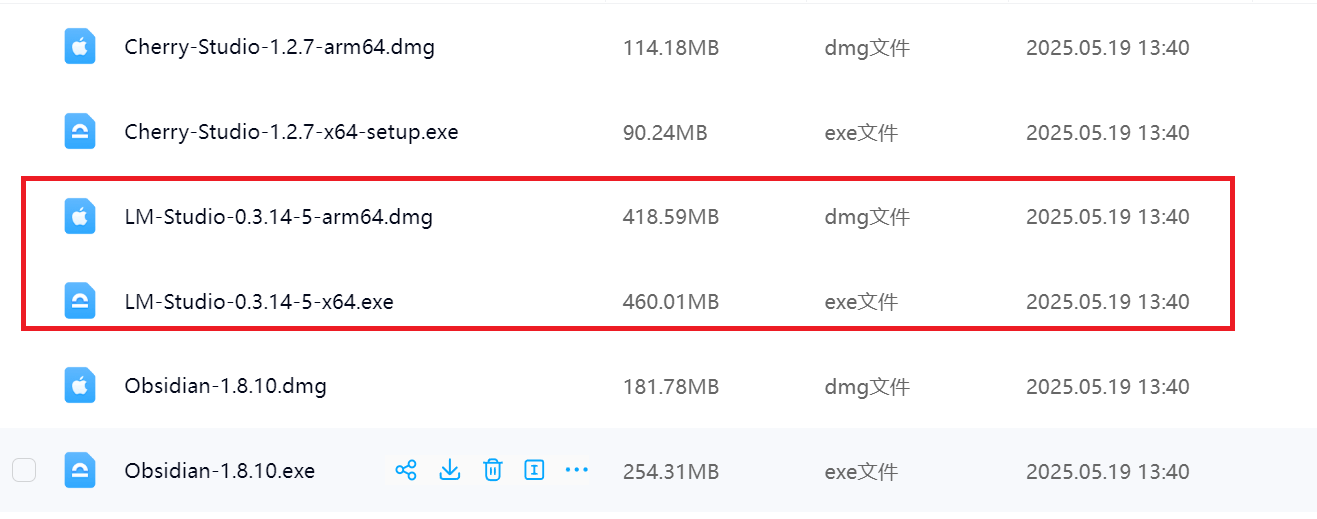 Cherry-Studio-1.2.7-arm64.dmg 114.18MB dmg文件 2025.05.19 13:40
Cherry-Studio-1.2.7-x64-setup.exe 90.24MB exe文件 2025.05.19 13:40
LM-Studio-0.3.14-5-arm64.dmg 418.59MB dmg文件 2025.05.19 13:40
LM-Studio-0.3.14-5-x64.exe 460.01MB exe文件 2025.05.19 13:40
Obsidian-1.8.10.dmg 181.78MB dmg文件 2025.05.19 13:40
Obsidian-1.8.10.exe 254.31MB exe文件 2025.05.19 13:40